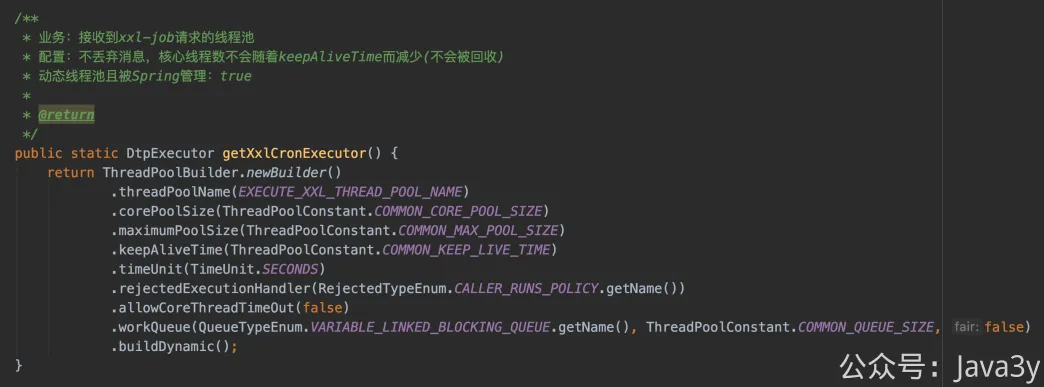 /**
 * 业务：接收到xxl-job请求的线程池
 * 配置：不丢弃消息，核心线程数不会随着keepAliveTime而减少(不会被回收)
 * 动态线程池且被Spring管理：true
 *
 * @return
 */
public static DtpExecutor getXxlCronExecutor() {
    return ThreadPoolBuilder.newBuilder()
            .threadPoolName(EXECUTE_XXL_THREAD_POOL_NAME)
            .corePoolSize(ThreadPoolConstant.COMMON_CORE_POOL_SIZE)
            .maximumPoolSize(ThreadPoolConstant.COMMON_MAX_POOL_SIZE)
            .keepAliveTime(ThreadPoolConstant.COMMON_KEEP_LIVE_TIME)
            .timeUnit(TimeUnit.SECONDS)
            .rejectedExecutionHandler(RejectedTypeEnum.CALLER_RUNS_POLICY.getName())
            .allowCoreThreadTimeOut(false)
            .workQueue(QueueTypeEnum.VARIABLE_LINKED_BLOCKING_QUEUE.getName(), ThreadPoolConstant.COMMON_QUEUE_SIZE, fair: false)
            .buildDynamic();
}
公众号：Java3y